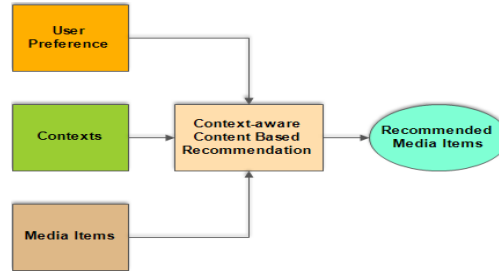 User
Preference
Contexts
Context-aware
Content Based
Recommendation
Recommended
Media Items
Media Items